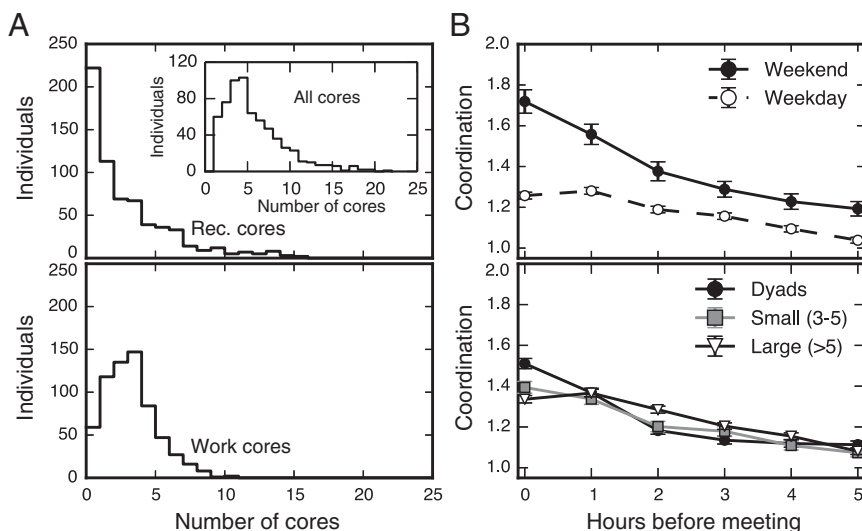 A
250
200
150
100
50
0
Individuals
120
80
40
0
Individuals
All cores
0 5 10 15 20 25
Number of cores
Rec. cores
250
200
150
100
50
0
Individuals
Work cores
0 5 10 15 20 25
Number of cores
B
2.0
1.8
1.6
1.4
1.2
1.0
Coordination
Weekend
Weekday
2.0
1.8
1.6
1.4
1.2
1.0
Coordination
Dyads
Small (3-5)
Large (>5)
0 1 2 3 4 5
Hours before meeting